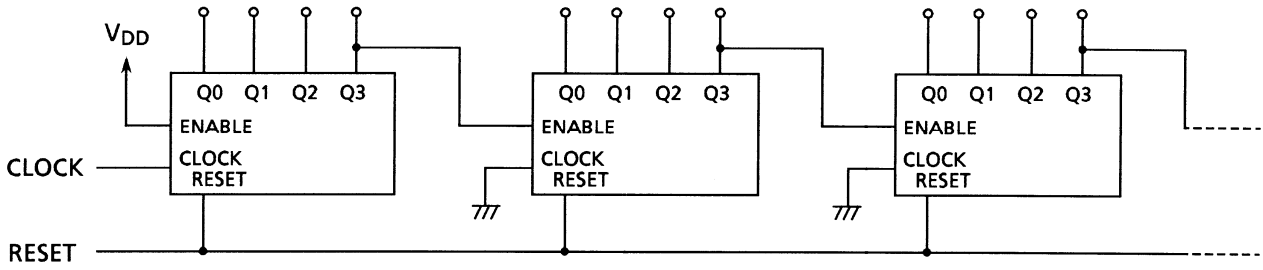 VDD
Q0 Q1 Q2 Q3
ENABLE
CLOCK
RESET
Q0 Q1 Q2 Q3
ENABLE
CLOCK
RESET
Q0 Q1 Q2 Q3
ENABLE
CLOCK
RESET
CLOCK
RESET